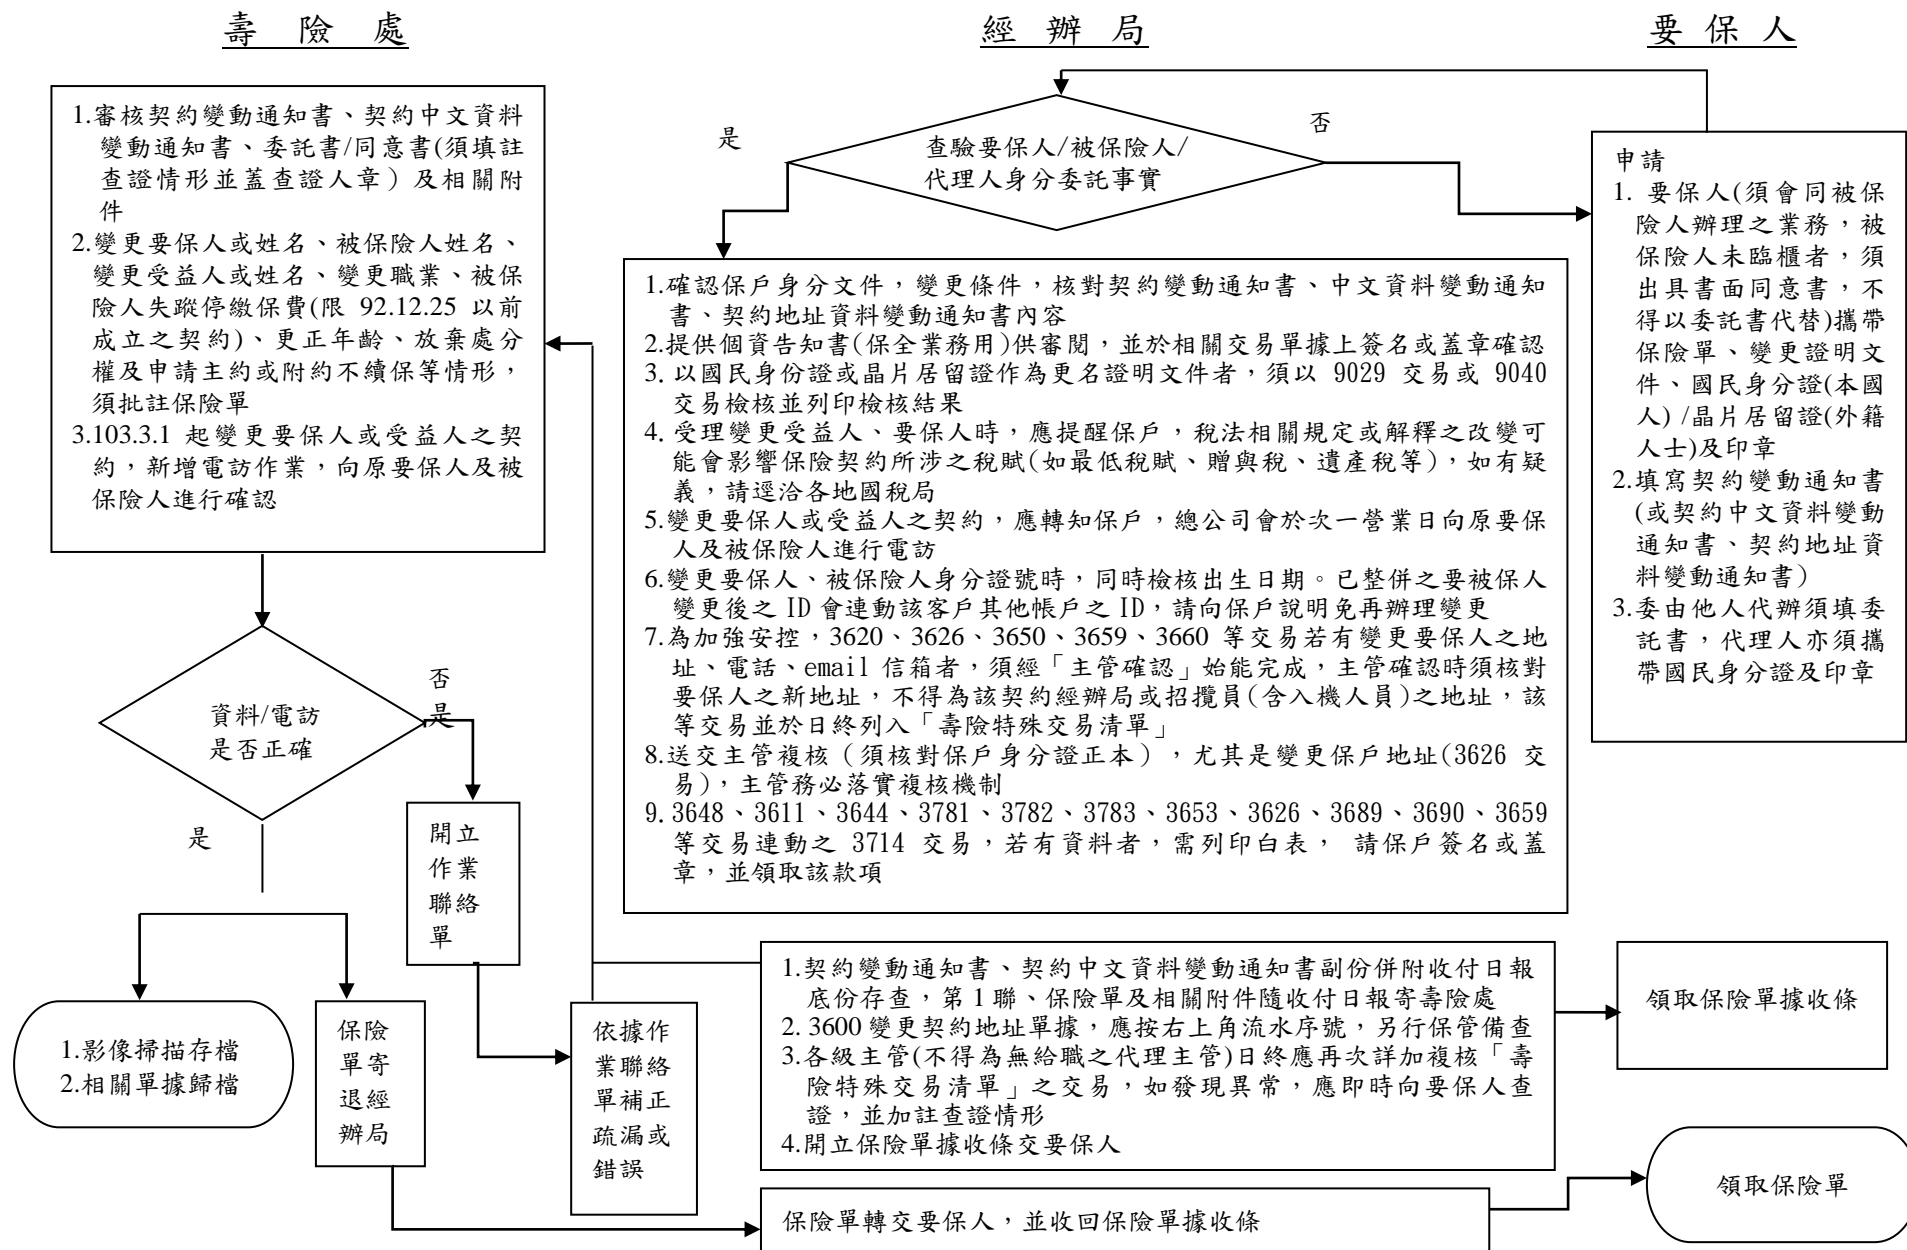 壽險處
經辦局
要保人
1.審核契約變動通知書、契約中文資料
變動通知書、委託書/同意書(須填註
查證情形並蓋查證人章）及相關附
件
2.變更要保人或姓名、被保險人姓名、
變更受益人或姓名、變更職業、被保
險人失蹤停繳保費(限 92.12.25 以前
成立之契約)、更正年齡、放棄處分
權及申請主約或附約不續保等情形，
須批註保險單
3.103.3.1 起變更要保人或受益人之契
約，新增電訪作業，向原要保人及被
保險人進行確認
是
查驗要保人/被保險人/
代理人身分委託事實
否
申請
1. 要保人(須會同被保
險人辦理之業務，被
保險人未臨櫃者，須
出具書面同意書，不
得以委託書代替)攜帶
保險單、變更證明文
件、國民身分證(本國
人) /晶片居留證(外籍
人士)及印章
2.填寫契約變動通知書
(或契約中文資料變動
通知書、契約地址資
料變動通知書）
3.委由他人代辦須填委
託書，代理人亦須攜
帶國民身分證及印章
1.確認保戶身分文件，變更條件，核對契約變動通知書、中文資料變動通知
書、契約地址資料變動通知書內容
2.提供個資告知書(保全業務用)供審閱，並於相關交易單據上簽名或蓋章確認
3. 以國民身份證或晶片居留證作為更名證明文件者，須以 9029 交易或 9040
交易檢核並列印檢核結果
4. 受理變更受益人、要保人時，應提醒保戶，稅法相關規定或解釋之改變可
能會影響保險契約所涉之稅賦(如最低稅賦、贈與稅、遺產稅等)，如有疑
義，請逕洽各地國稅局
5.變更要保人或受益人之契約，應轉知保戶，總公司會於次一營業日向原要保
人及被保險人進行電訪
6.變更要保人、被保險人身分證號時，同時檢核出生日期。已整併之要被保人
變更後之 ID 會連動該客戶其他帳戶之 ID，請向保戶說明免再辦理變更
7.為加強安控，3620、3626、3650、3659、3660 等交易若有變更要保人之地
址、電話、email 信箱者，須經「主管確認」始能完成，主管確認時須核對
要保人之新地址，不得為該契約經辦局或招攬員(含入機人員)之地址，該
等交易並於日終列入「壽險特殊交易清單」
8.送交主管複核（須核對保戶身分證正本），尤其是變更保戶地址(3626 交
易)，主管務必落實複核機制
9.3648、3611、3644、3781、3782、3783、3653、3626、3689、3690、3659
等交易連動之 3714 交易，若有資料者，需列印白表， 請保戶簽名或蓋
章，並領取該款項
資料/電訪
是否正確
否
是
是
開立
作業
聯絡
單
1.影像掃描存檔
2.相關單據歸檔
保險
單寄
退經
辦局
依據作
業聯絡
單補正
疏漏或
錯誤
1.契約變動通知書、契約中文資料變動通知書副份併附收付日報
底份存查，第 1 聯、保險單及相關附件隨收付日報寄壽險處
2. 3600 變更契約地址單據，應按右上角流水序號，另行保管備查
3.各級主管(不得為無給職之代理主管)日終應再次詳加複核「壽
險特殊交易清單」之交易，如發現異常，應即時向要保人查
證，並加註查證情形
4.開立保險單據收條交要保人
領取保險單據收條
保險單轉交要保人，並收回保險單據收條
領取保險單